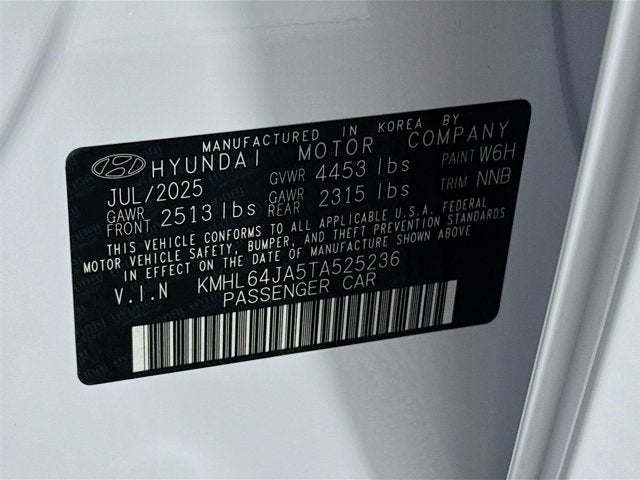 MANUFACTURED IN KOREA BY
HYUNDAI MOTOR COMPANY
JUL/2025 GVWR 4453 lbs PAINT W6H
GAWR FRONT 2513 lbs GAWR REAR 2315 lbs TRIM NNB
THIS VEHICLE CONFORMS TO ALL APPLICABLE U.S.A. FEDERAL
MOTOR VEHICLE SAFETY, BUMPER, AND THEFT PREVENTION STANDARDS
IN EFFECT ON THE DATE OF MANUFACTURE SHOWN ABOVE
V.I.N KMHL64JA5TA525236
PASSENGER CAR